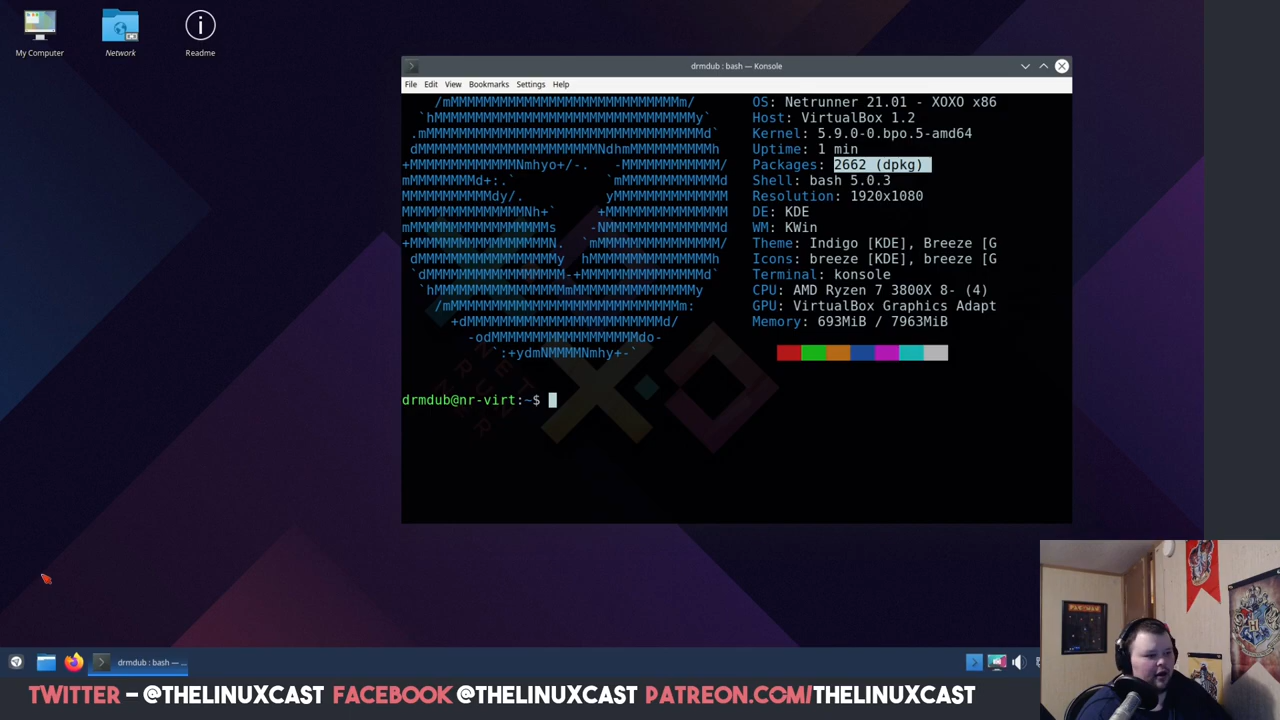 My Computer
Network
Readme
drmdub : bash — Konsole
File Edit View Bookmarks Settings Help
OS: Netrunner 21.01 - XOXO x86
Host: VirtualBox 1.2
Kernel: 5.9.0-0.bpo.5-amd64
Uptime: 1 min
Packages: 2662 (dpkg)
Shell: bash 5.0.3
Resolution: 1920x1080
DE: KDE
WM: KWin
Theme: Indigo [KDE], Breeze [G
Icons: breeze [KDE], breeze [G
Terminal: konsole
CPU: AMD Ryzen 7 3800X 8- (4)
GPU: VirtualBox Graphics Adapt
Memory: 693MiB / 7963MiB
drmdub@nr-virt:~$
drmdub : bash — ...
PAC-MAN
TWITTER – @THELINUXCAST FACEBOOK @THELINUXCAST PATREON.COM/THELINUXCAST